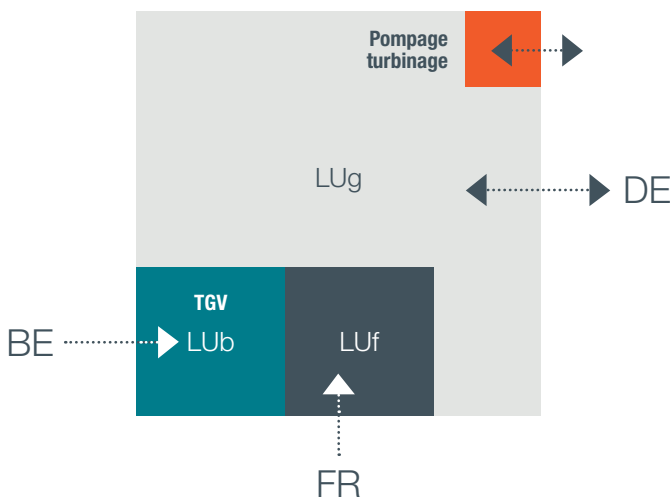 Pompage
turbinage
LUg
DE
TGV
BE
LUb
LUf
FR